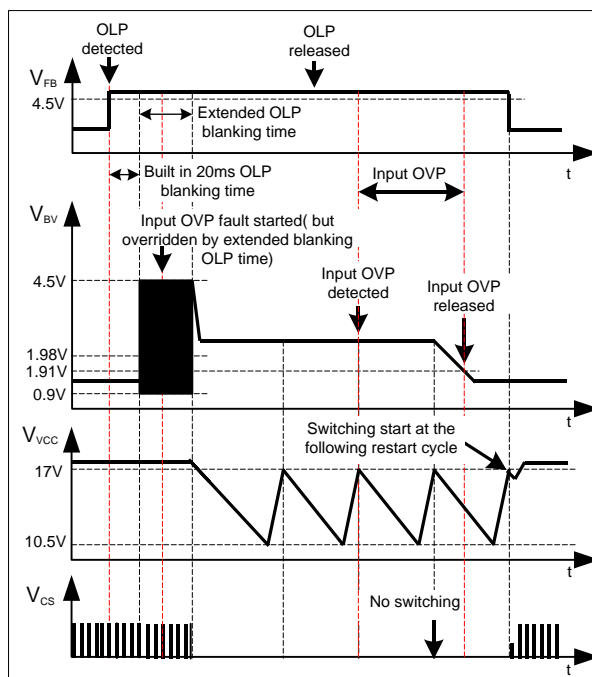 OLP
detected
OLP
released
VFB
4.5V
Extended OLP
blanking time
Built in 20ms OLP
blanking time
Input OVP
t
VBV
Input OVP fault started( but
overridden by extended blanking
OLP time)
4.5V
Input OVP
detected
Input OVP
released
1.98V
1.91V
0.9V
t
VVCC
Switching start at the
following restart cycle
17V
10.5V
t
VCS
No switching
t